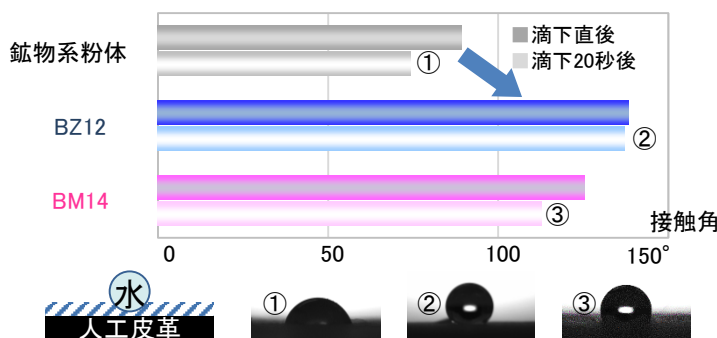 鉱物系粉体
①
滴下直後
滴下20秒後
BZ12
②
BM14
③
接触角
0
50
100
150°
水
人工皮革
①
②
③